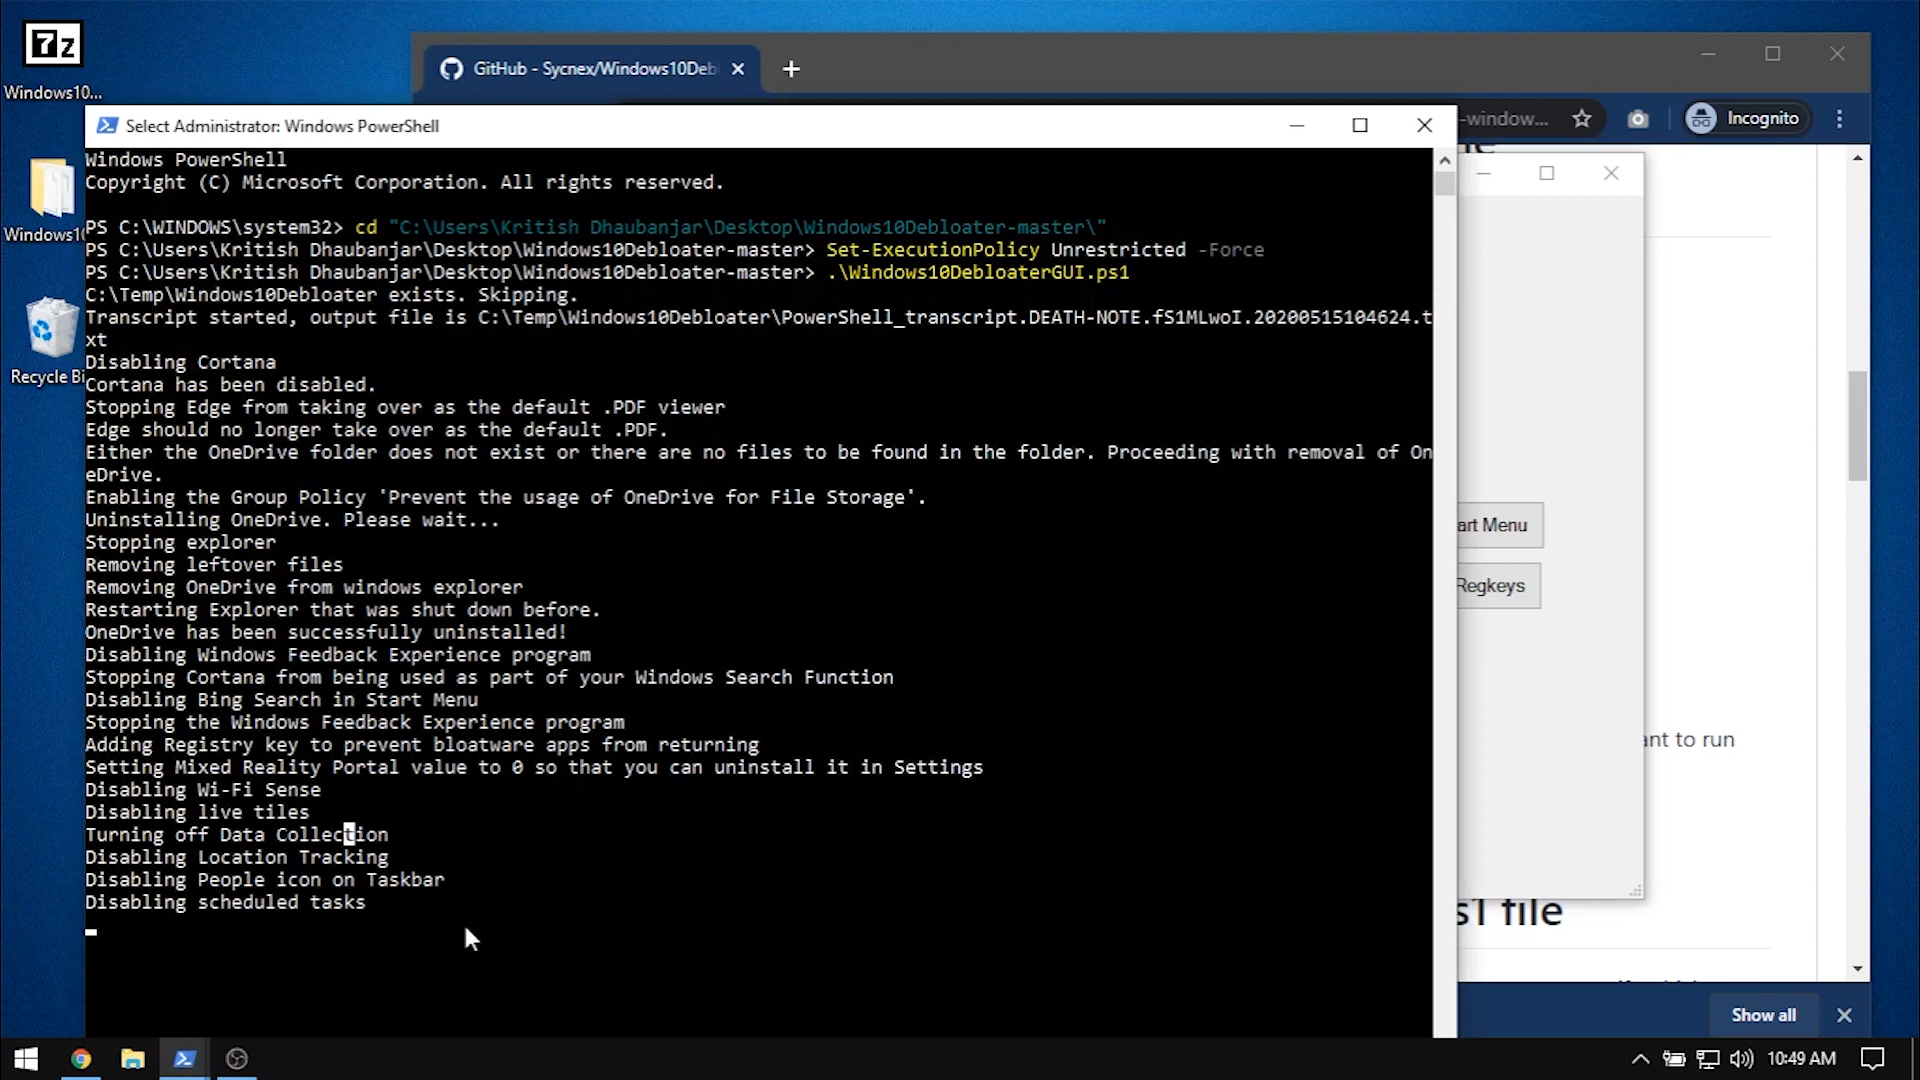 7z
Windows10...
GitHub - Sycnex/Windows10Deb
-window...
Incognito
Select Administrator: Windows PowerShell
Windows PowerShell
Copyright (C) Microsoft Corporation. All rights reserved.
PS C:\WINDOWS\system32> cd "C:\Users\Kritish Dhaubanjar\Desktop\Windows10Debloater-master\"
PS C:\Users\Kritish Dhaubanjar\Desktop\Windows10Debloater-master> Set-ExecutionPolicy Unrestricted -Force
PS C:\Users\Kritish Dhaubanjar\Desktop\Windows10Debloater-master> .\Windows10DebloaterGUI.ps1
C:\Temp\Windows10Debloater exists. Skipping.
Transcript started, output file is C:\Temp\Windows10Debloater\PowerShell_transcript.DEATH-NOTE.fS1MLwoI.20200515104624.t
xt
Disabling Cortana
Cortana has been disabled.
Stopping Edge from taking over as the default .PDF viewer
Edge should no longer take over as the default .PDF.
Either the OneDrive folder does not exist or there are no files to be found in the folder. Proceeding with removal of On
eDrive.
Enabling the Group Policy 'Prevent the usage of OneDrive for File Storage'.
Uninstalling OneDrive. Please wait...
Stopping explorer
Removing leftover files
Removing OneDrive from windows explorer
Restarting Explorer that was shut down before.
OneDrive has been successfully uninstalled!
Disabling Windows Feedback Experience program
Stopping Cortana from being used as part of your Windows Search Function
Disabling Bing Search in Start Menu
Stopping the Windows Feedback Experience program
Adding Registry key to prevent bloatware apps from returning
Setting Mixed Reality Portal value to 0 so that you can uninstall it in Settings
Disabling Wi-Fi Sense
Disabling live tiles
Turning off Data Collection
Disabling Location Tracking
Disabling People icon on Taskbar
Disabling scheduled tasks
Windows10
Recycle Bi
art Menu
Regkeys
ant to run
s1 file
Show all
10:49 AM